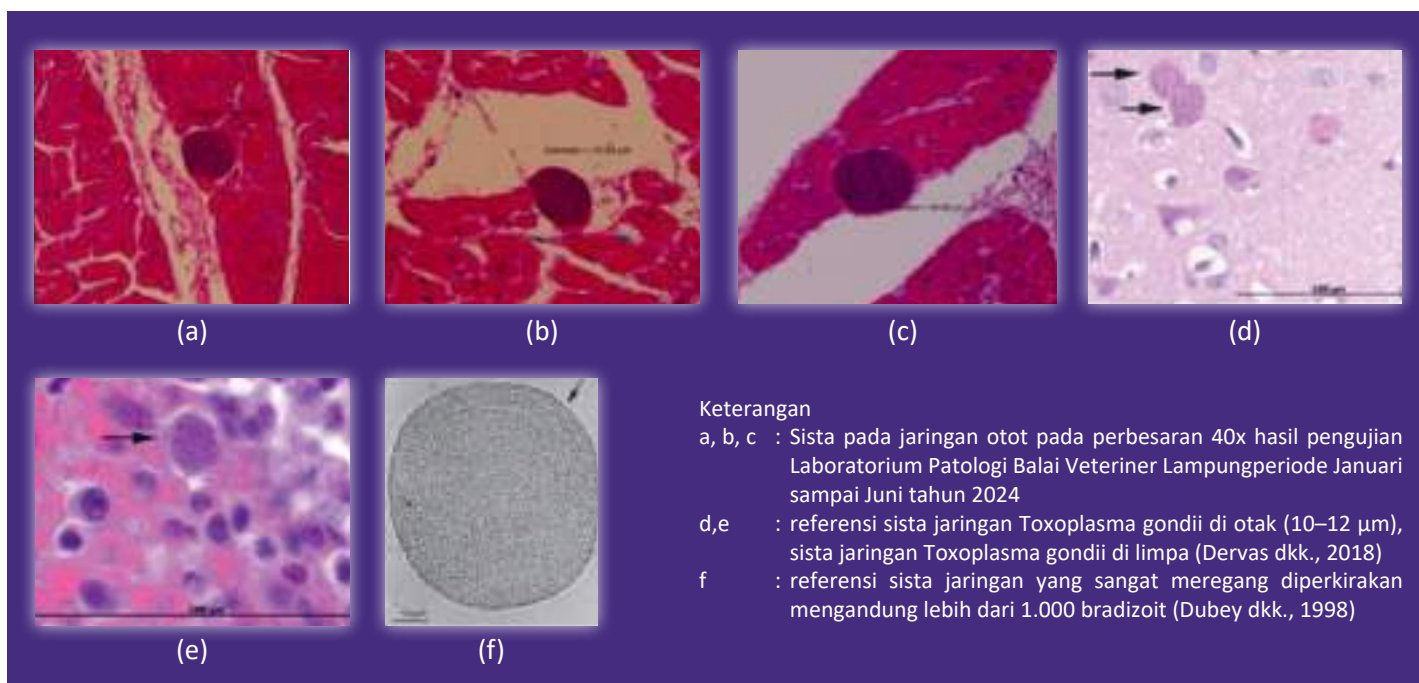 (a)
(b)
(c)
(d)
(e)
(f)
Keterangan
a, b, c : Sista pada jaringan otot pada perbesaran 40x hasil pengujian
Laboratorium Patologi Balai Veteriner Lampungperiode Januari
sampai Juni tahun 2024
d,e : referensi sista jaringan Toxoplasma gondii di otak (10–12 µm),
sista jaringan Toxoplasma gondii di limpa (Dervas dkk., 2018)
f : referensi sista jaringan yang sangat meregang diperkirakan
mengandung lebih dari 1.000 bradizoit (Dubey dkk., 1998)